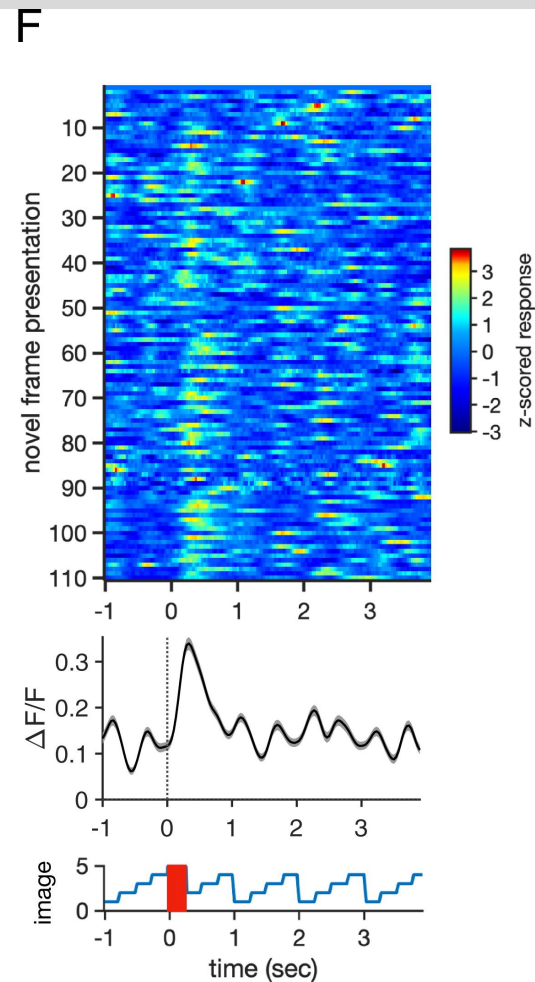 F
novel frame presentation
10
20
30
40
50
60
70
80
90
100
110
-1 0 1 2 3
3
2
1
0
-1
-2
-3
z-scored response
ΔF/F
0.3
0.2
0.1
0
-1 0 1 2 3
image
5
0
-1 0 1 2 3
time (sec)